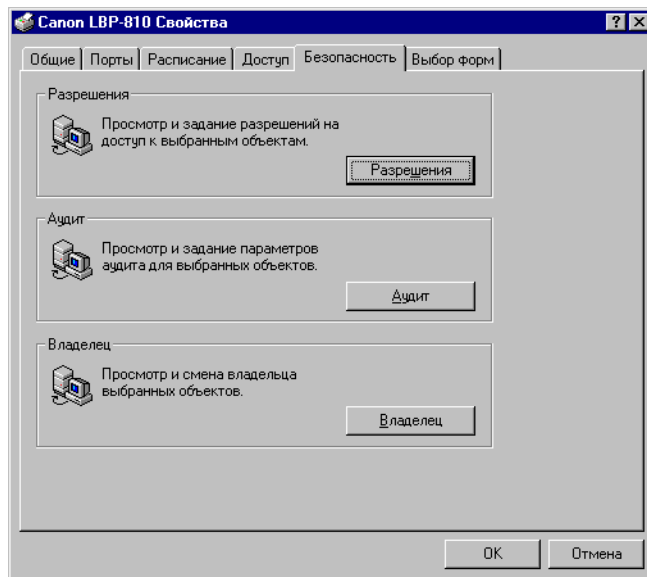 Canon LBP-810 Свойства
Общие Порты Расписание Доступ Безопасность Выбор форм
Разрешения
Просмотр и задание разрешений на
доступ к выбранным объектам.
Разрешения
Аудит
Просмотр и задание параметров
аудита для выбранных объектов.
Аудит
Владелец
Просмотр и смена владельца
выбранных объектов.
Владелец
OK Отмена